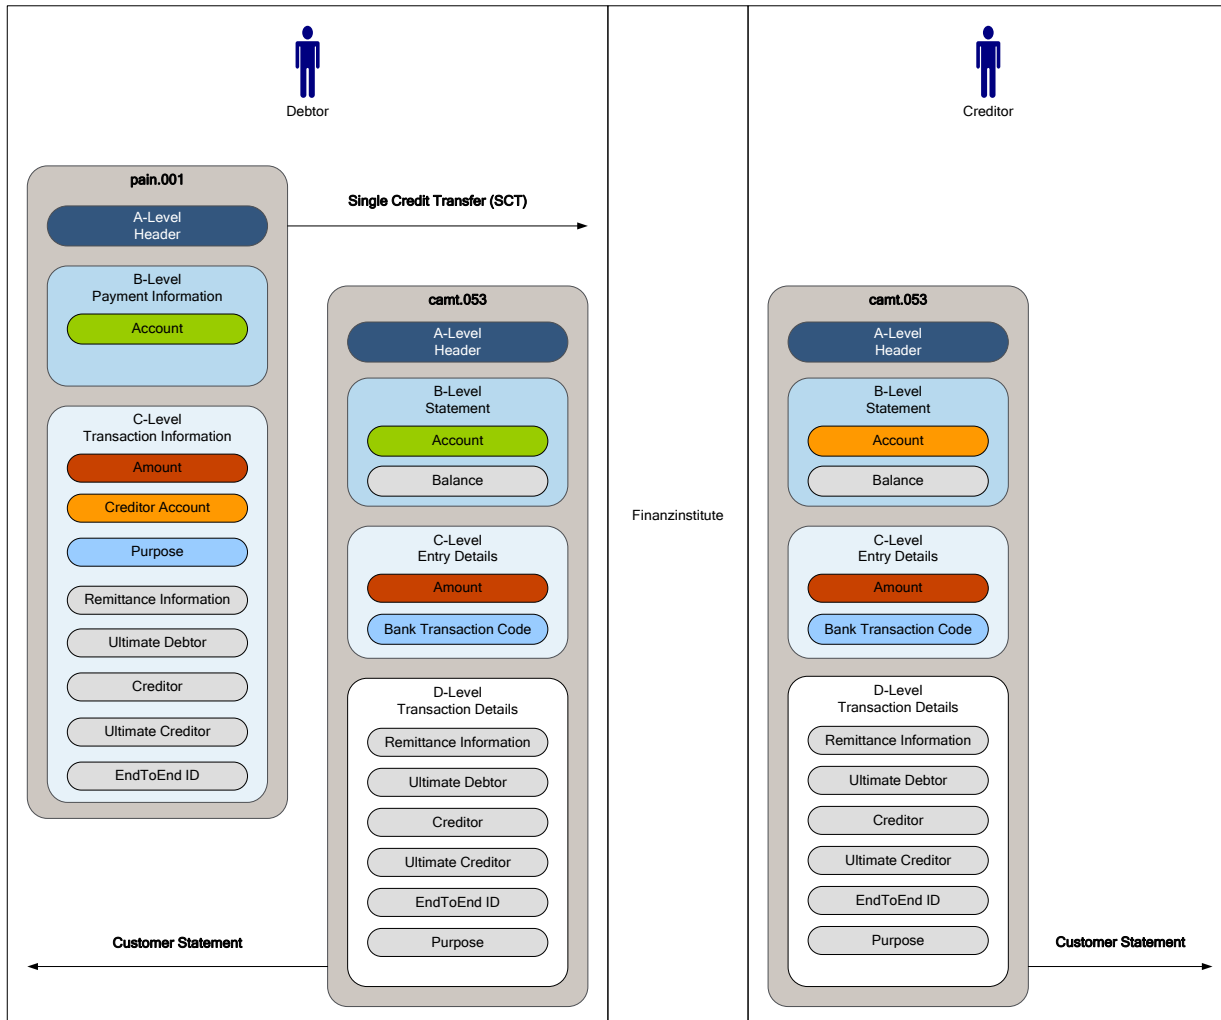 Debtor
Creditor
pain.001
A-Level
Header
B-Level
Payment Information
Account
C-Level
Transaction Information
Amount
Creditor Account
Purpose
Remittance Information
Ultimate Debtor
Creditor
Ultimate Creditor
EndToEnd ID
Single Credit Transfer (SCT)
camt.053
A-Level
Header
B-Level
Statement
Account
Balance
C-Level
Entry Details
Amount
Bank Transaction Code
D-Level
Transaction Details
Remittance Information
Ultimate Debtor
Creditor
Ultimate Creditor
EndToEnd ID
Purpose
Customer Statement
Finanzinstitute
camt.053
A-Level
Header
B-Level
Statement
Account
Balance
C-Level
Entry Details
Amount
Bank Transaction Code
D-Level
Transaction Details
Remittance Information
Ultimate Debtor
Creditor
Ultimate Creditor
EndToEnd ID
Purpose
Customer Statement